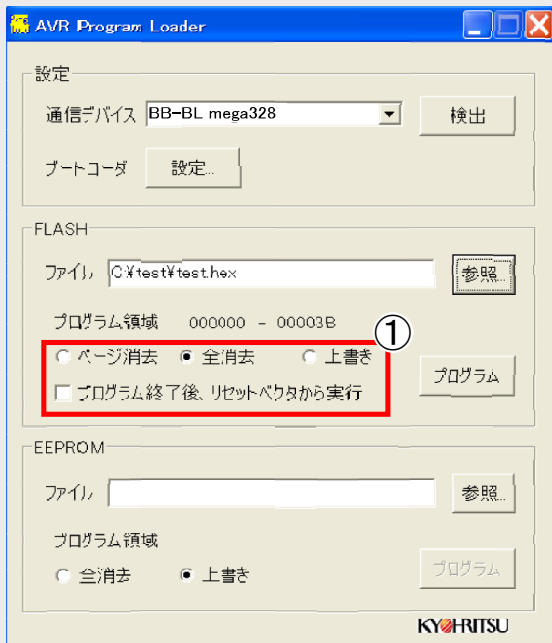 AVR Program Loader
設定
通信デバイス BB-BL mega328 検出
ブートローダ 設定...
FLASH
ファイル C:¥test¥test.hex 参照...
プログラム領域 000000 - 00003B
①
ページ消去 全消去 上書き
プログラム終了後、リセットベクタから実行
プログラム
EEPROM
ファイル 参照...
プログラム領域
全消去 上書き
プログラム
KYOHRITSU